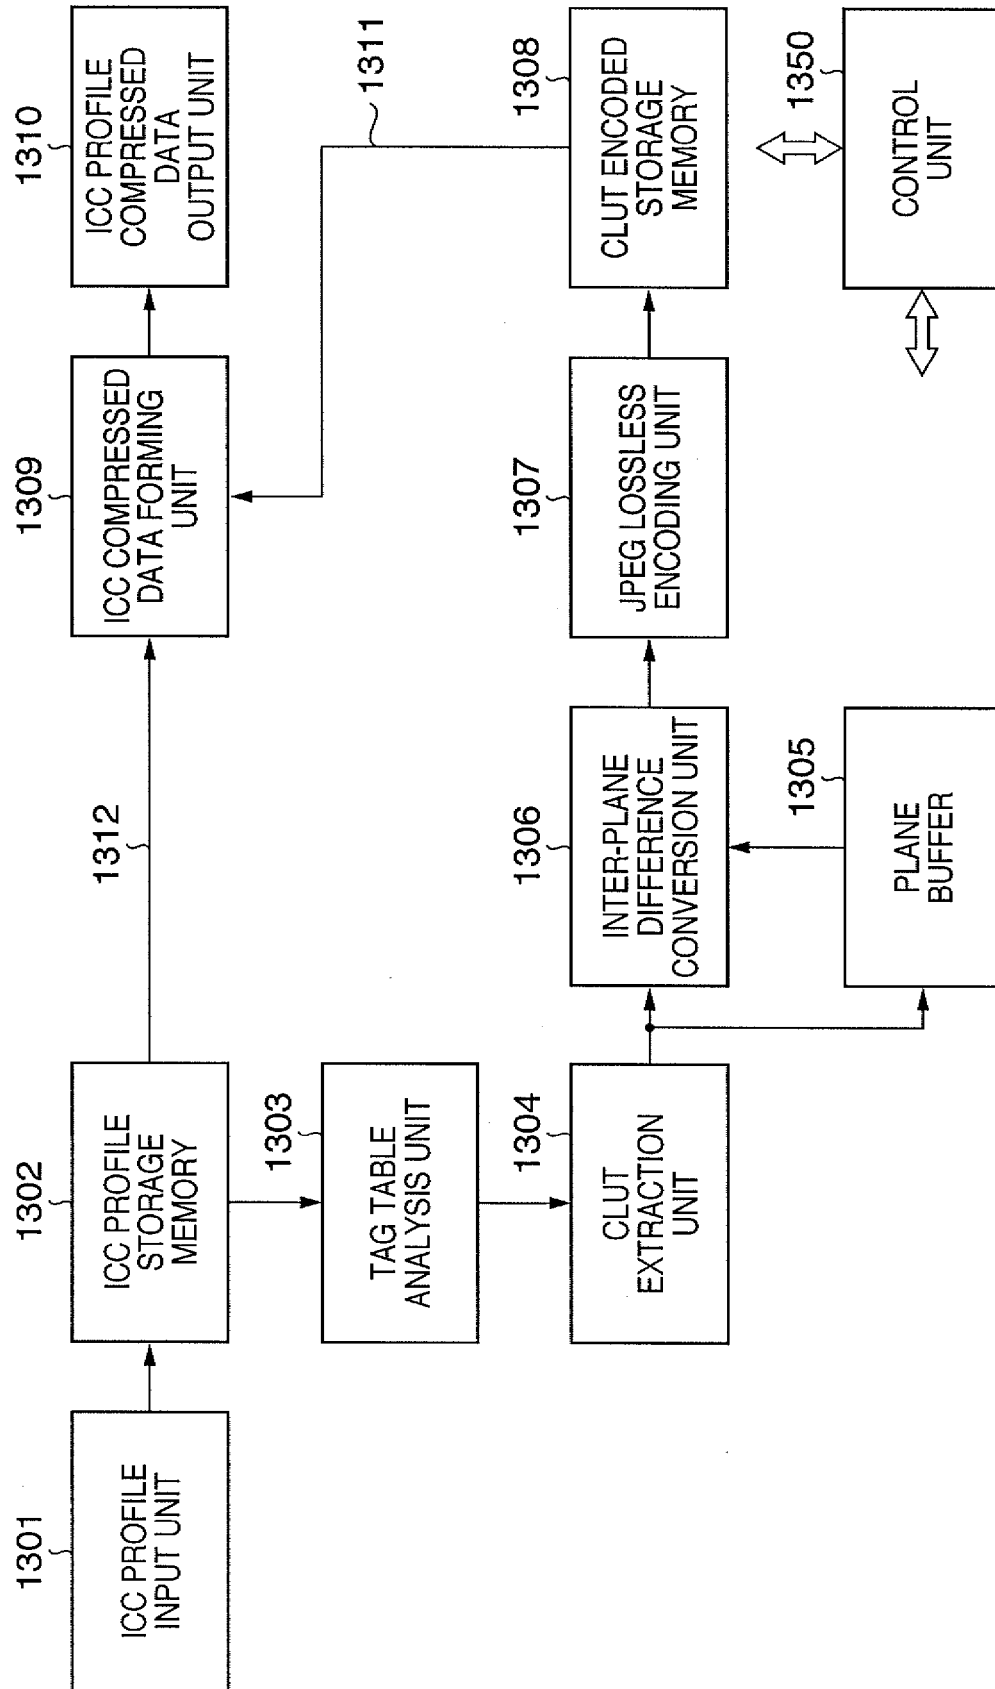 1301
ICC PROFILE
INPUT UNIT
1302
ICC PROFILE
STORAGE
MEMORY
1312
1309
ICC COMPRESSED
DATA FORMING
UNIT
1310
ICC PROFILE
COMPRESSED
DATA
OUTPUT UNIT
1303
TAG TABLE
ANALYSIS UNIT
1311
1304
CLUT
EXTRACTION
UNIT
1306
INTER-PLANE
DIFFERENCE
CONVERSION UNIT
1307
JPEG LOSSLESS
ENCODING UNIT
1308
CLUT ENCODED
STORAGE
MEMORY
1305
PLANE
BUFFER
1350
CONTROL
UNIT